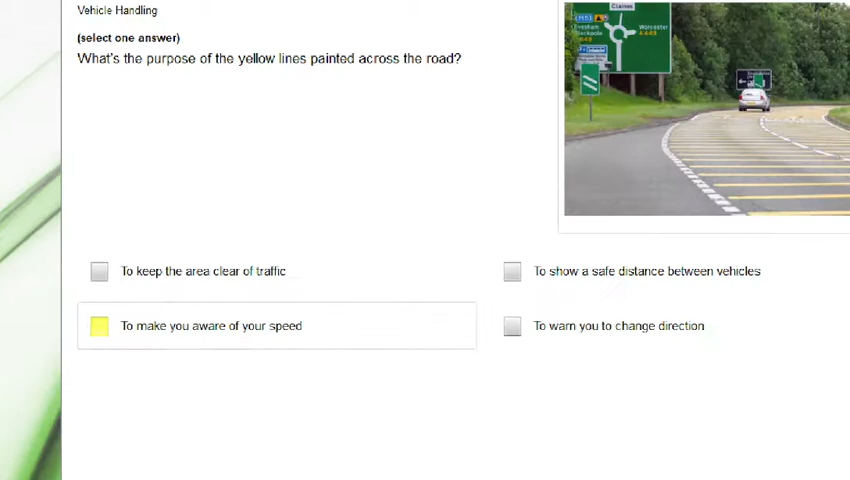 Vehicle Handling
(select one answer)
What's the purpose of the yellow lines painted across the road?
Claines
Evesham
Worcester
To keep the area clear of traffic
To show a safe distance between vehicles
To make you aware of your speed
To warn you to change direction